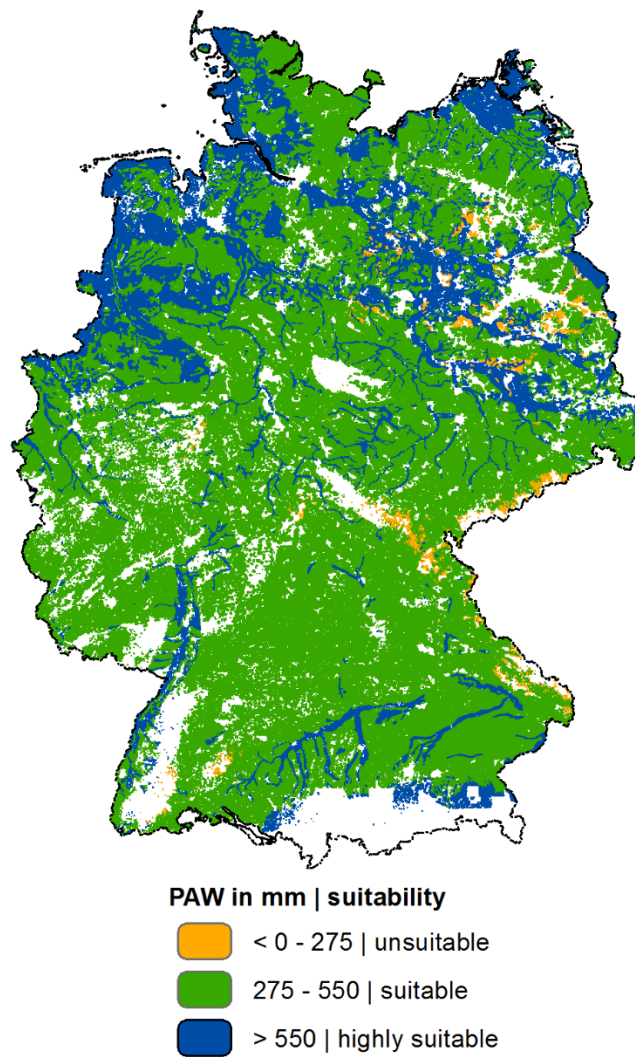 PAW in mm | suitability
< 0 - 275 | unsuitable
275 - 550 | suitable
> 550 | highly suitable